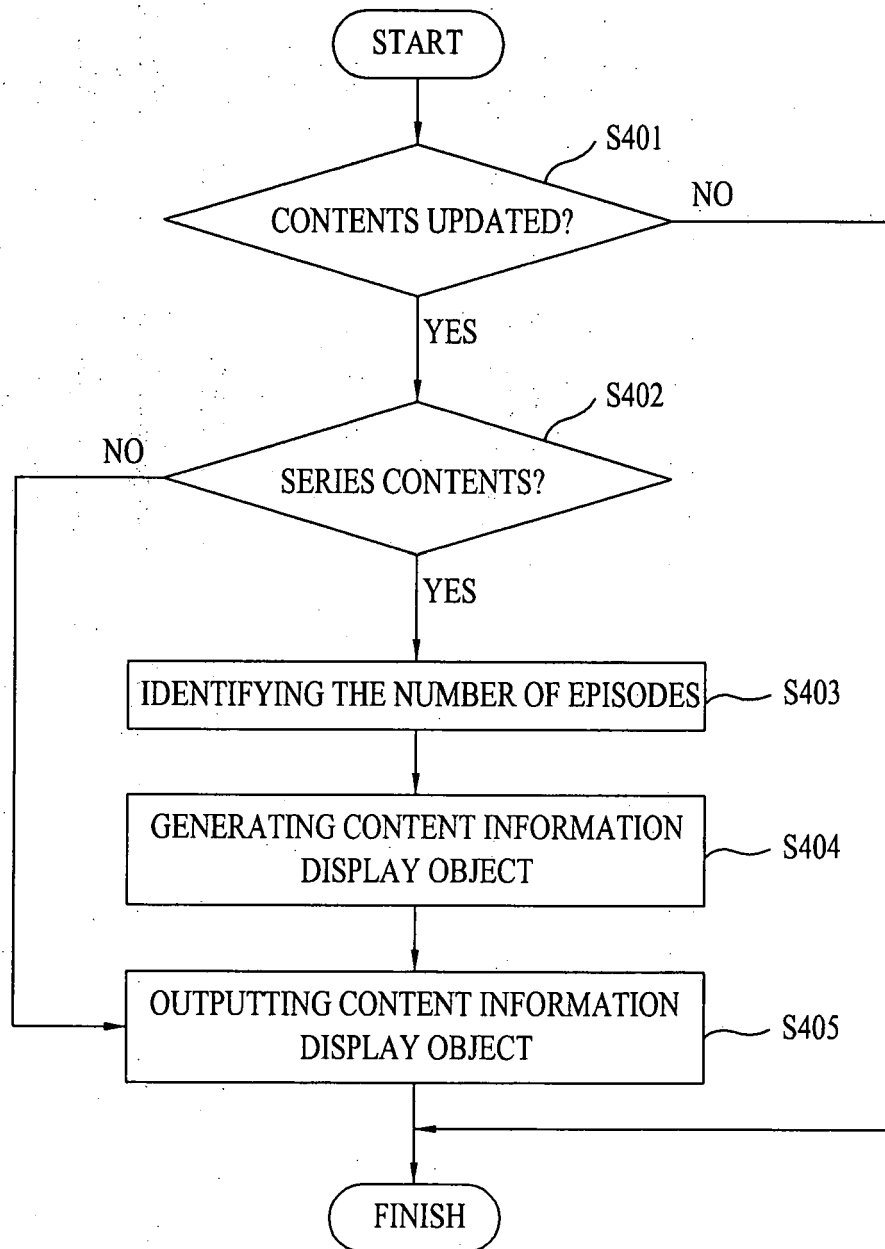 START
S401
CONTENTS UPDATED?
NO
YES
S402
NO
SERIES CONTENTS?
YES
IDENTIFYING THE NUMBER OF EPISODES
S403
GENERATING CONTENT INFORMATION
DISPLAY OBJECT
S404
OUTPUTTING CONTENT INFORMATION
DISPLAY OBJECT
S405
FINISH